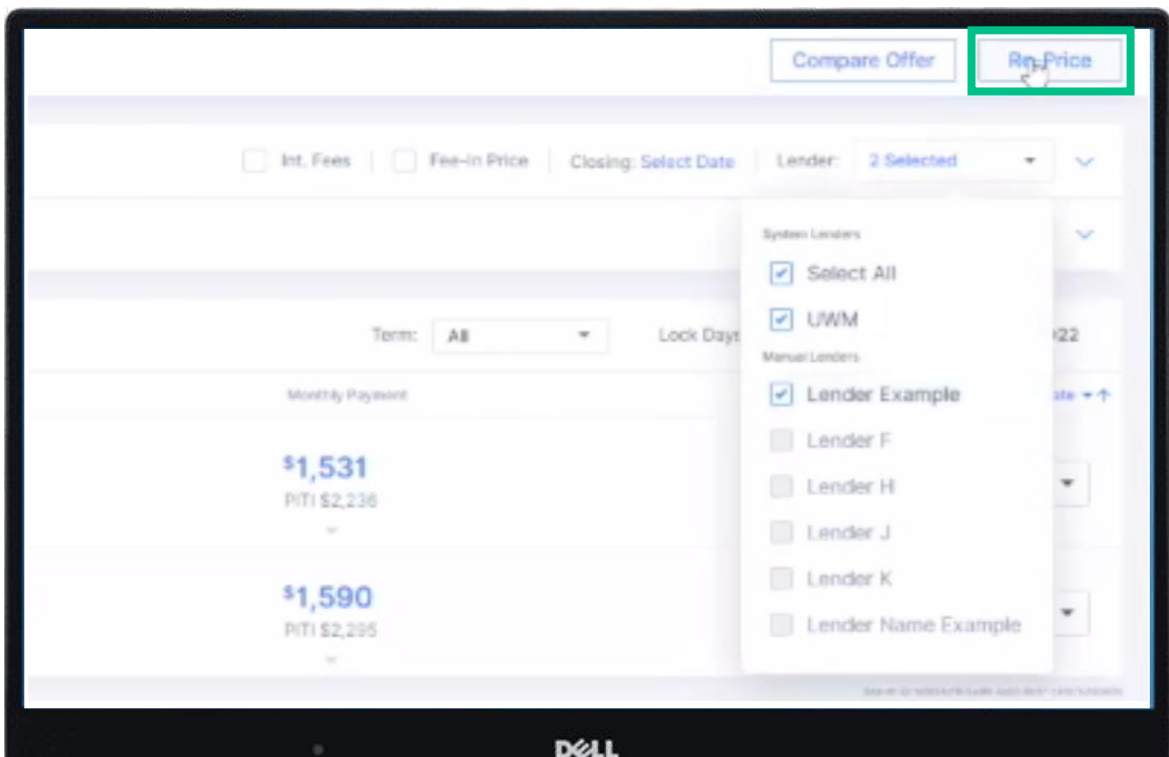 Compare Offer
Re-Price
Int. Fees
Fee-In Price
Closing: Select Date
Lender: 2 Selected
System Lenders
Select All
UWM
Term: All
Lock Days
022
Manual Lenders
Monthly Payment
Lender Example
ate
Lender F
$1,531
Lender H
PITI $2,236
Lender J
Lender K
$1,590
Lender Name Example
PITI $2,295
DELL